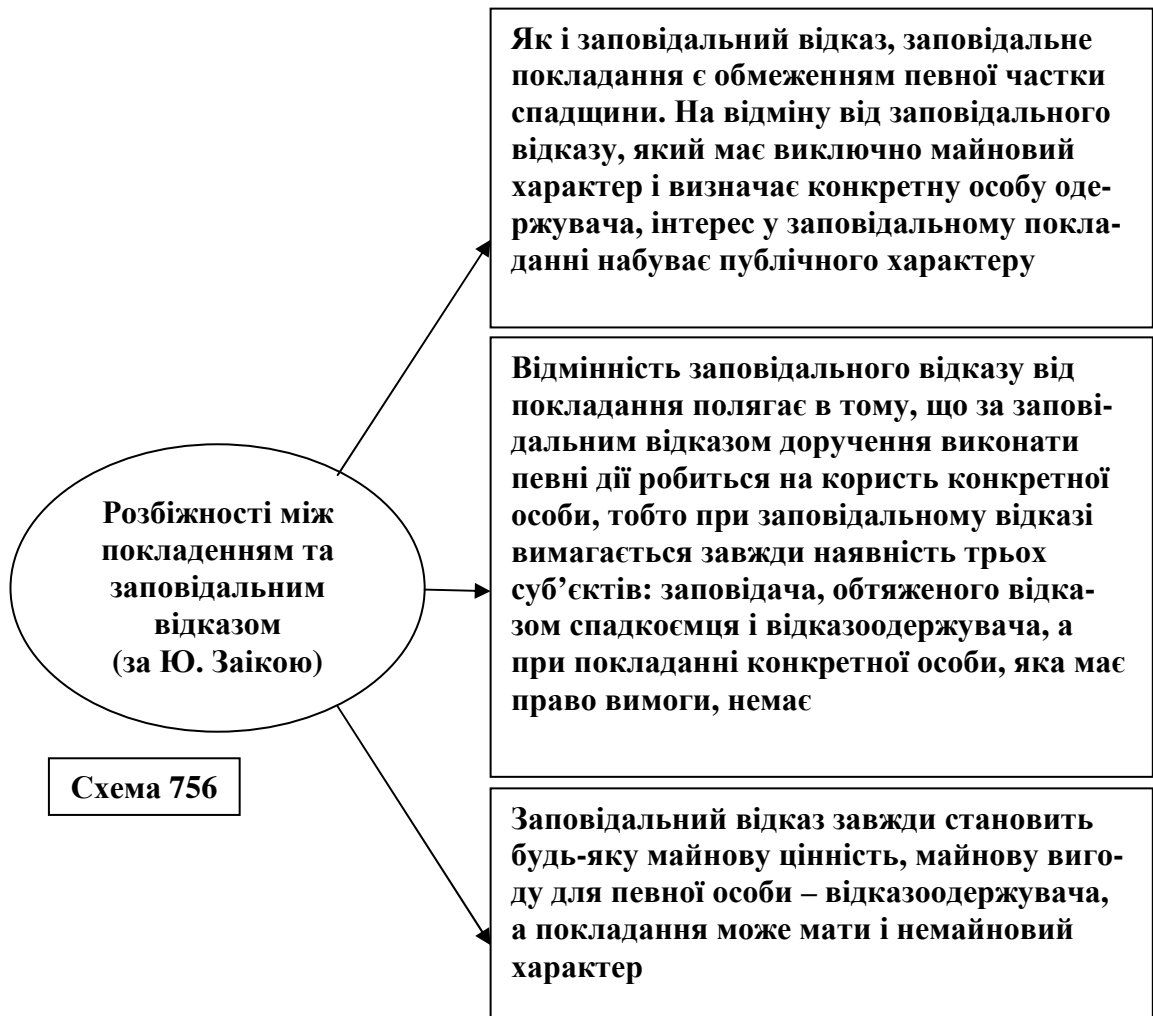 Як і заповідальний відказ, заповідальне
покладання є обмеженням певної частки
спадщини. На відміну від заповідального
відказу, який має виключно майновий
характер і визначає конкретну особу оде-
ржувача, інтерес у заповідальному покла-
данні набуває публічного характеру
Відмінність заповідального відказу від
покладання полягає в тому, що за запові-
дальним відказом доручення виконати
певні дії робиться на користь конкретної
особи, тобто при заповідальному відказі
вимагається завжди наявність трьох
суб’єктів: заповідача, обтяженого відка-
зом спадкоємця і відказоодержувача, а
при покладанні конкретної особи, яка має
право вимоги, немає
Розбіжності між
покладенням та
заповідальним
відказом
(за Ю. Заікою)
Схема 756
Заповідальний відказ завжди становить
будь-яку майнову цінність, майнову виго-
ду для певної особи – відказоодержувача,
а покладання може мати і немайновий
характер